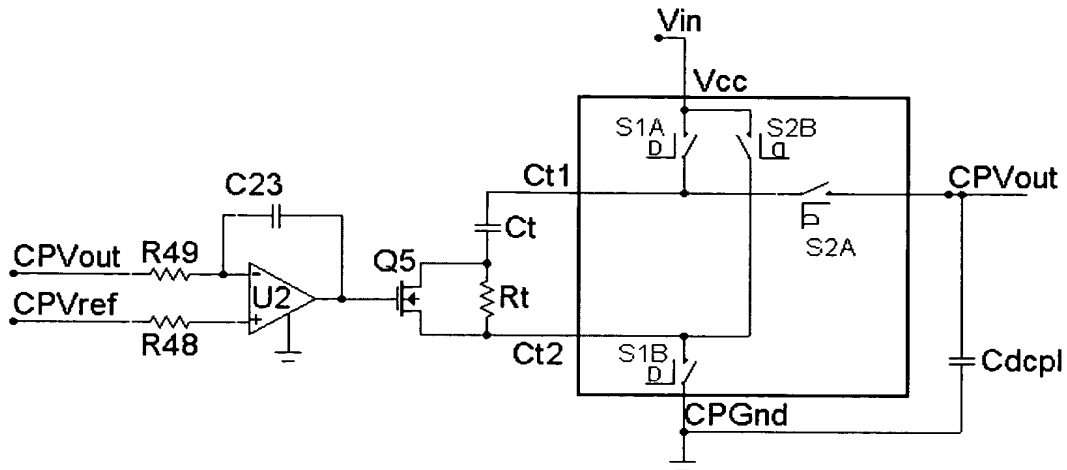 Vin
Vcc
S1A
D
S2B
D
C23
Ct1
CPVout
CPVout
R49
Q5
Ct
D
S2A
U2
-
+
Rt
CPVref
R48
Ct2
S1B
D
Cdcpl
CPGnd